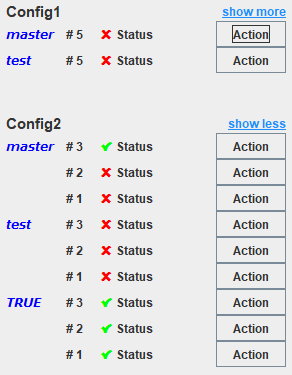 Config1 show more
master # 5 ✘ Status Action
test # 5 ✘ Status Action
Config2 show less
master # 3 ✔ Status Action
# 2 ✘ Status Action
# 1 ✘ Status Action
test # 3 ✘ Status Action
# 2 ✘ Status Action
# 1 ✘ Status Action
TRUE # 3 ✔ Status Action
# 2 ✔ Status Action
# 1 ✔ Status Action